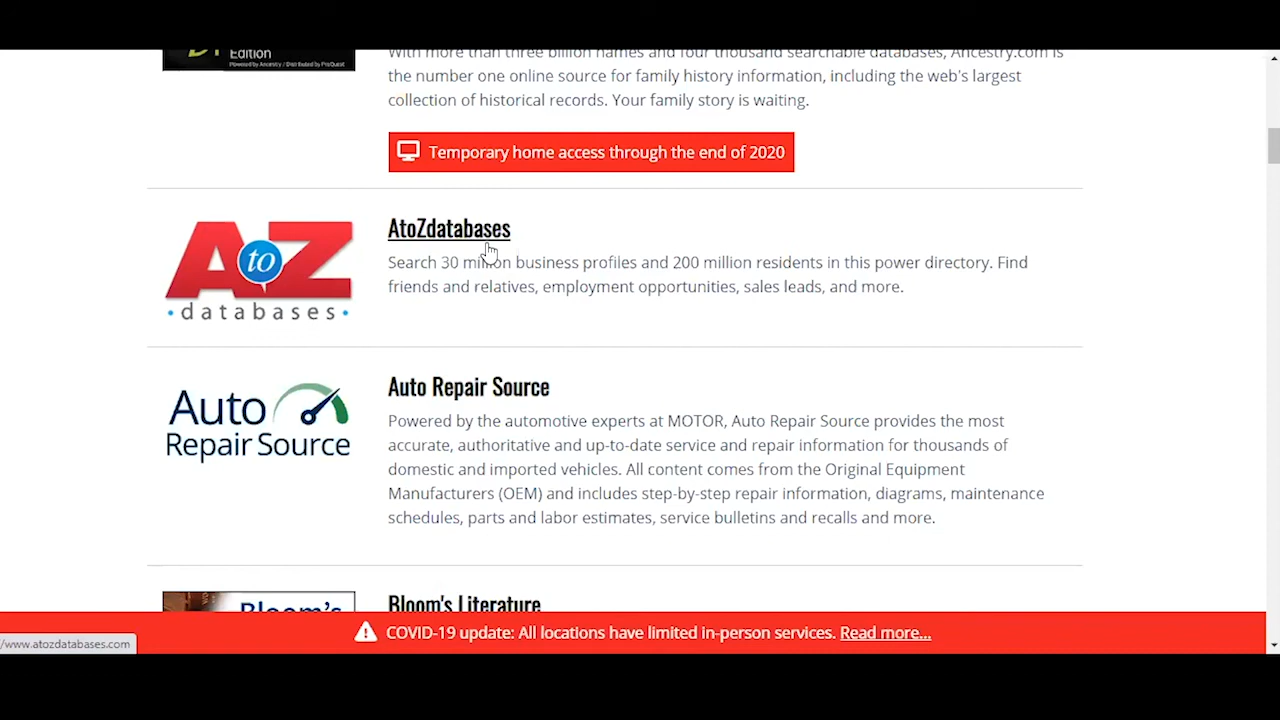 Edition
Powered by Ancestry / Distributed by ProQuest
With more than three billion names and four thousand searchable databases, Ancestry.com is
the number one online source for family history information, including the web's largest
collection of historical records. Your family story is waiting.
Temporary home access through the end of 2020
A to Z
databases
AtoZdatabases
Search 30 million business profiles and 200 million residents in this power directory. Find
friends and relatives, employment opportunities, sales leads, and more.
Auto
Repair Source
Auto Repair Source
Powered by the automotive experts at MOTOR, Auto Repair Source provides the most
accurate, authoritative and up-to-date service and repair information for thousands of
domestic and imported vehicles. All content comes from the Original Equipment
Manufacturers (OEM) and includes step-by-step repair information, diagrams, maintenance
schedules, parts and labor estimates, service bulletins and recalls and more.
Bloom's
Bloom's Literature
COVID-19 update: All locations have limited in-person services. Read more...
/www.atozdatabases.com